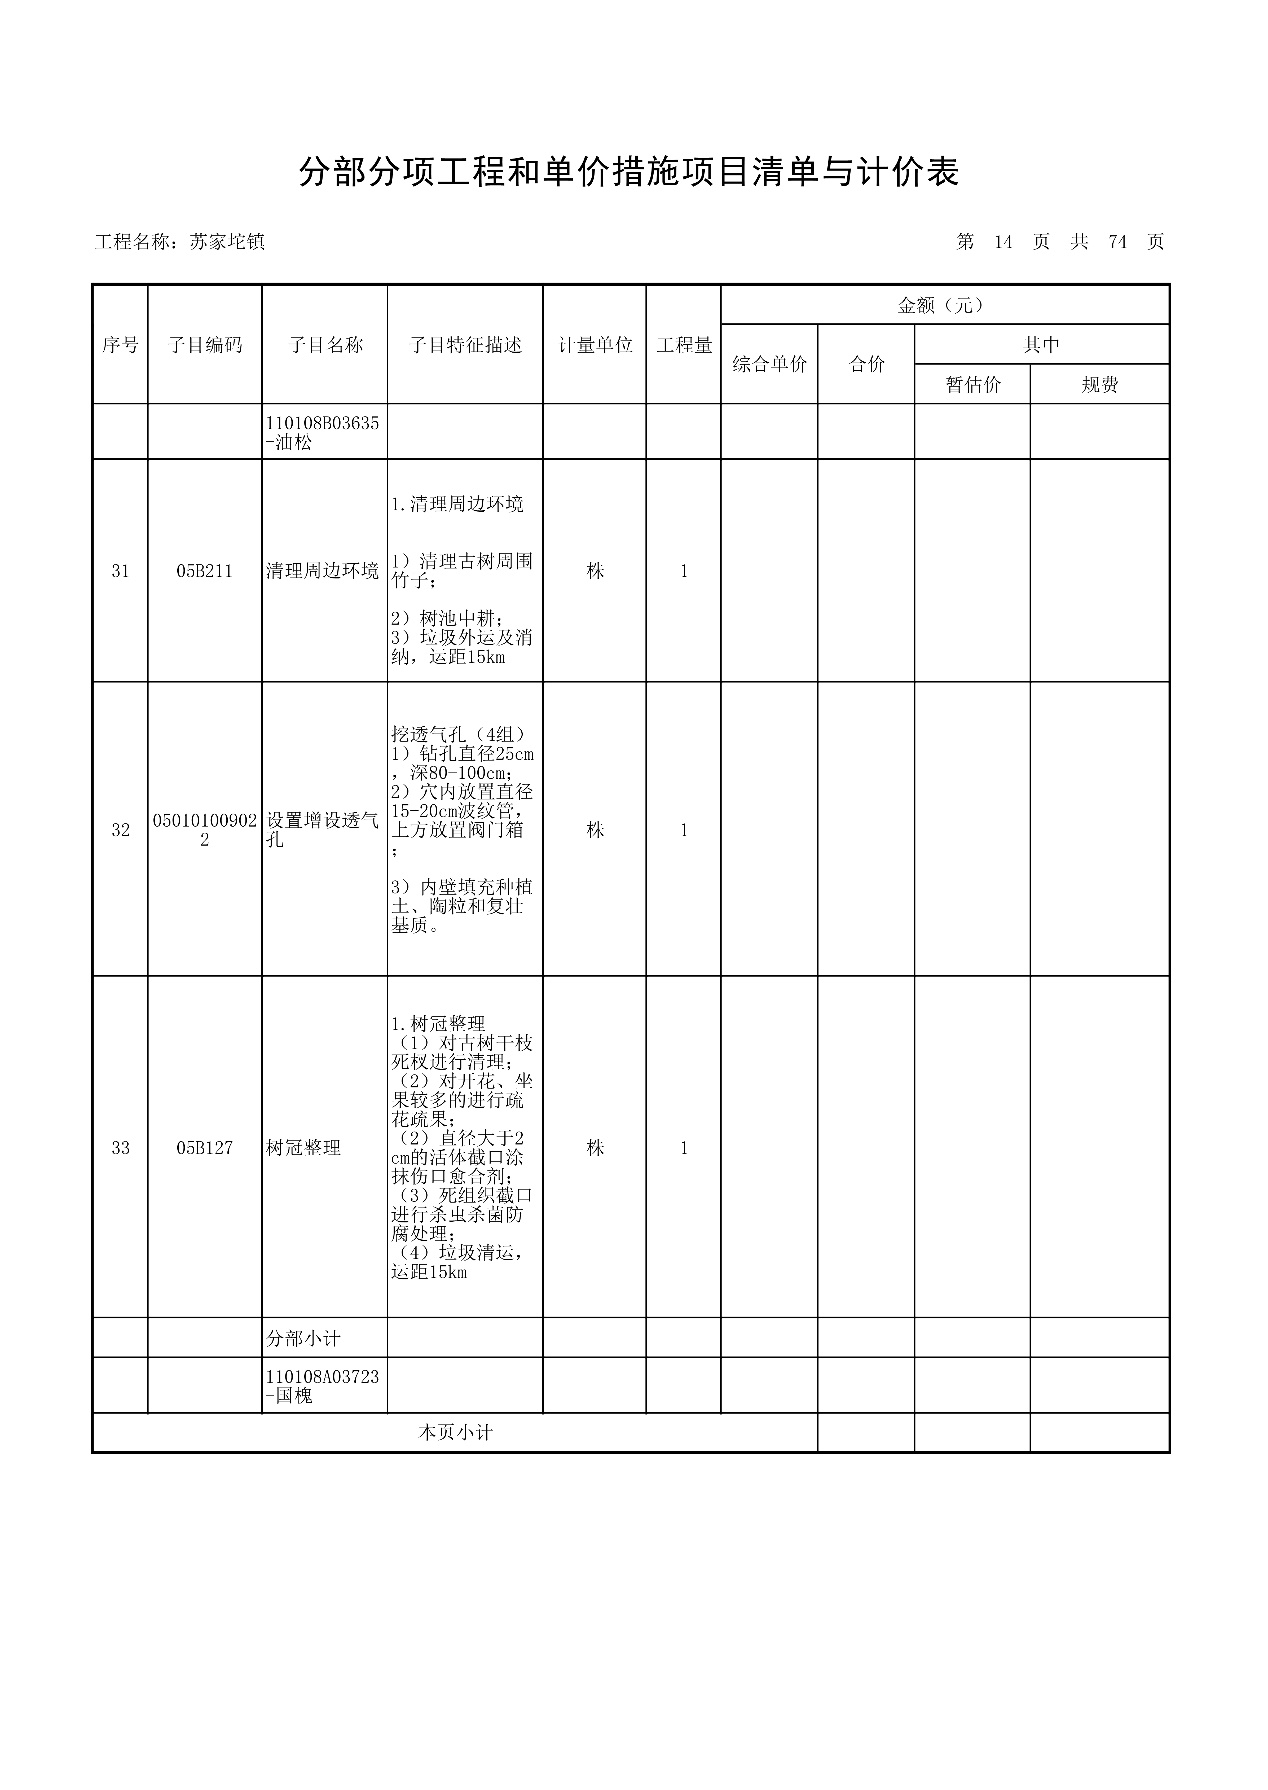 分部分项工程和单价措施项目清单与计价表
工程名称：苏家坨镇
第 14 页 共 74 页
序号
子目编码
子目名称
子目特征描述
计量单位
工程量
金额（元）
综合单价
合价
其中
暂估价
规费
110108B03635
-油松
31
05B211
清理周边环境
1.清理周边环境
1）清理古树周围
竹子；
2）树池中耕；
3）垃圾外运及消
纳，运距15km
株
1
32
05010100902
2
设置增设透气
孔
挖透气孔（4组）
1）钻孔直径25cm
，深80-100cm；
2）穴内放置直径
15-20cm波纹管，
上方放置阀门箱
；
3）内壁填充种植
土、陶粒和复壮
基质。
株
1
33
05B127
树冠整理
1.树冠整理
（1）对古树干枝
死杈进行清理；
（2）对开花、坐
果较多的进行疏
花疏果；
（2）直径大于2
cm的活体截口涂
抹伤口愈合剂；
（3）死组织截口
进行杀虫杀菌防
腐处理；
（4）垃圾清运，
运距15km
株
1
分部小计
110108A03723
-国槐
本页小计